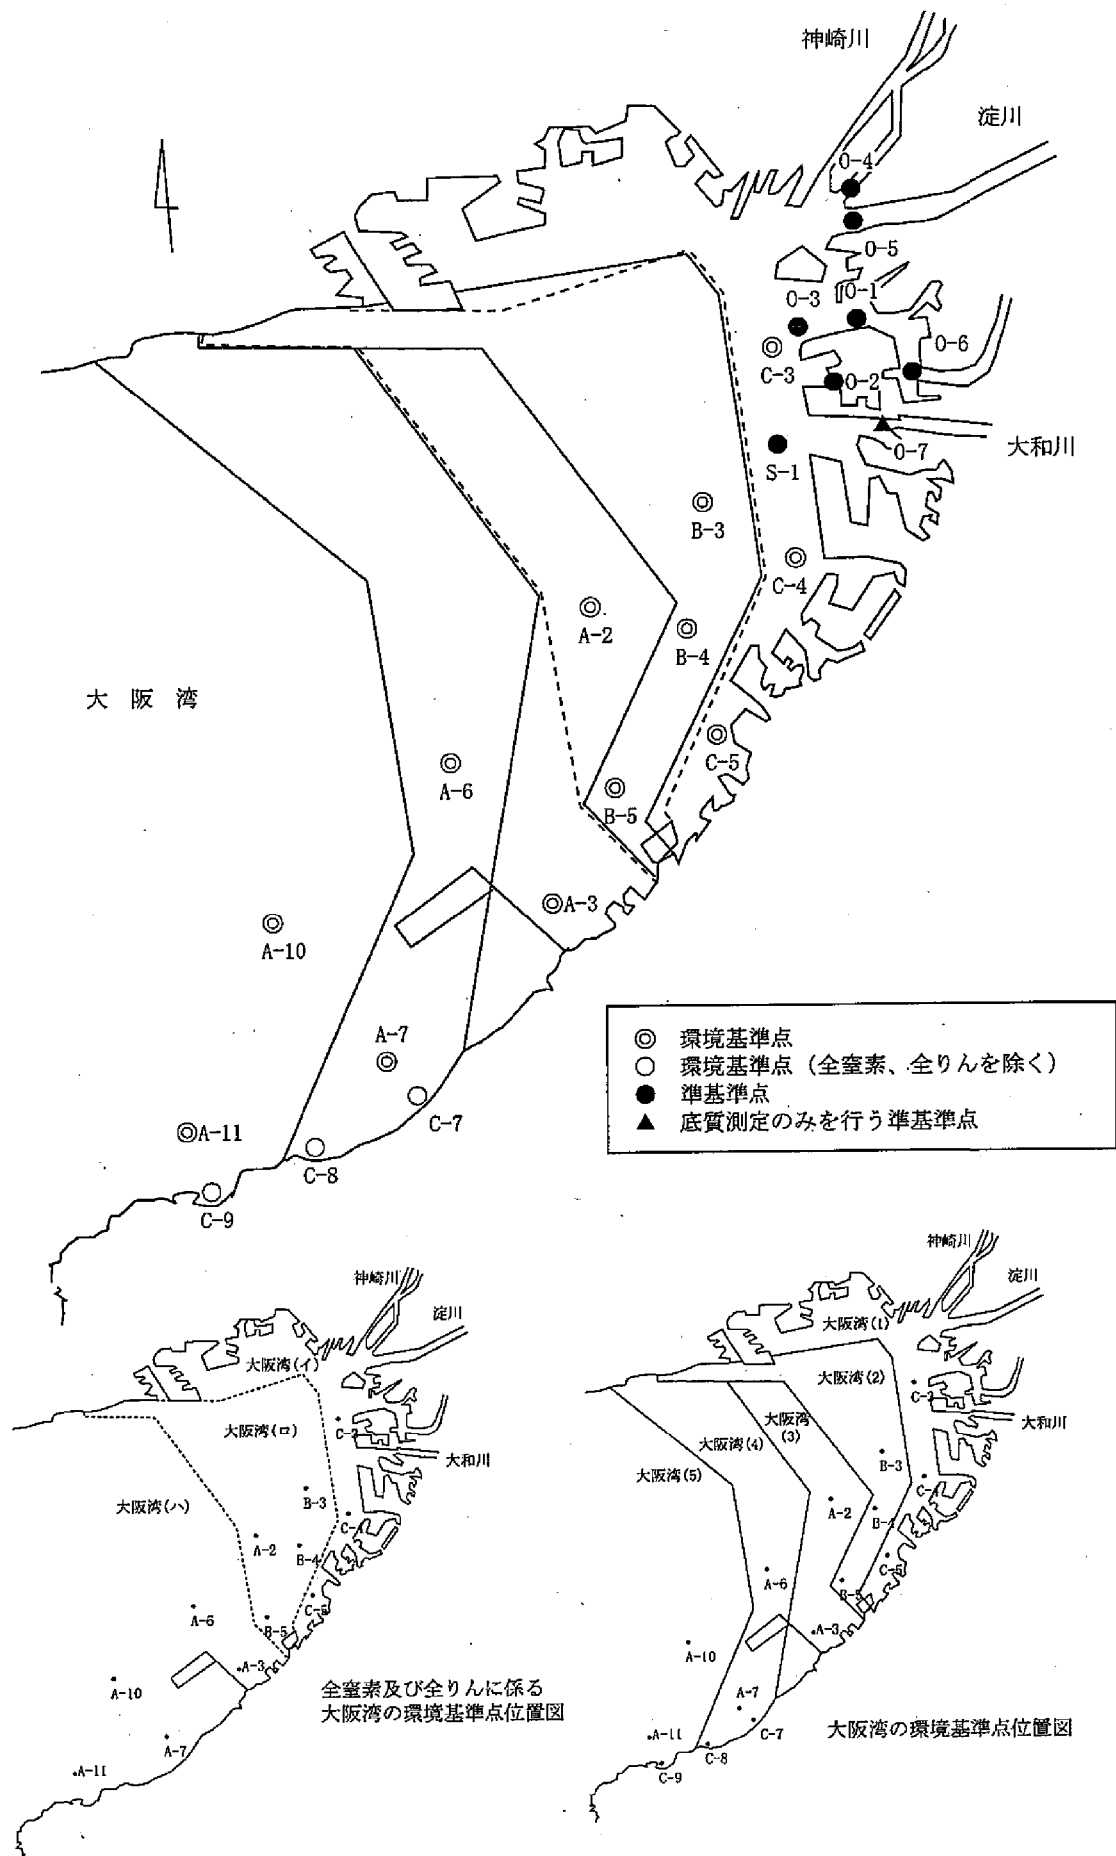 神崎川
淀川
O-4
O-5
O-3
O-1
O-6
C-3
O-2
大和川
O-7
S-1
B-3
C-4
A-2
B-4
大阪湾
C-5
A-6
B-5
A-3
A-10
A-7
C-7
A-11
C-8
C-9
◎ 環境基準点
○ 環境基準点(全窒素、全りんを除く)
● 準基準点
▲ 底質測定のみを行う準基準点
神崎川
淀川
大阪湾(イ)
大阪湾(ロ)
C-3
大和川
大阪湾(ハ)
B-3
C-4
A-2
B-4
C-5
A-6
B-5
A-3
A-10
A-7
A-11
全窒素及び全りんに係る
大阪湾の環境基準点位置図
神崎川
淀川
大阪湾(1)
大阪湾(2)
C-3
大阪湾
(3)
大和川
大阪湾(4)
大阪湾(5)
B-3
C-4
A-2
B-4
C-5
A-6
B-5
A-3
A-10
A-7
C-7
A-11
C-8
C-9
大阪湾の環境基準点位置図